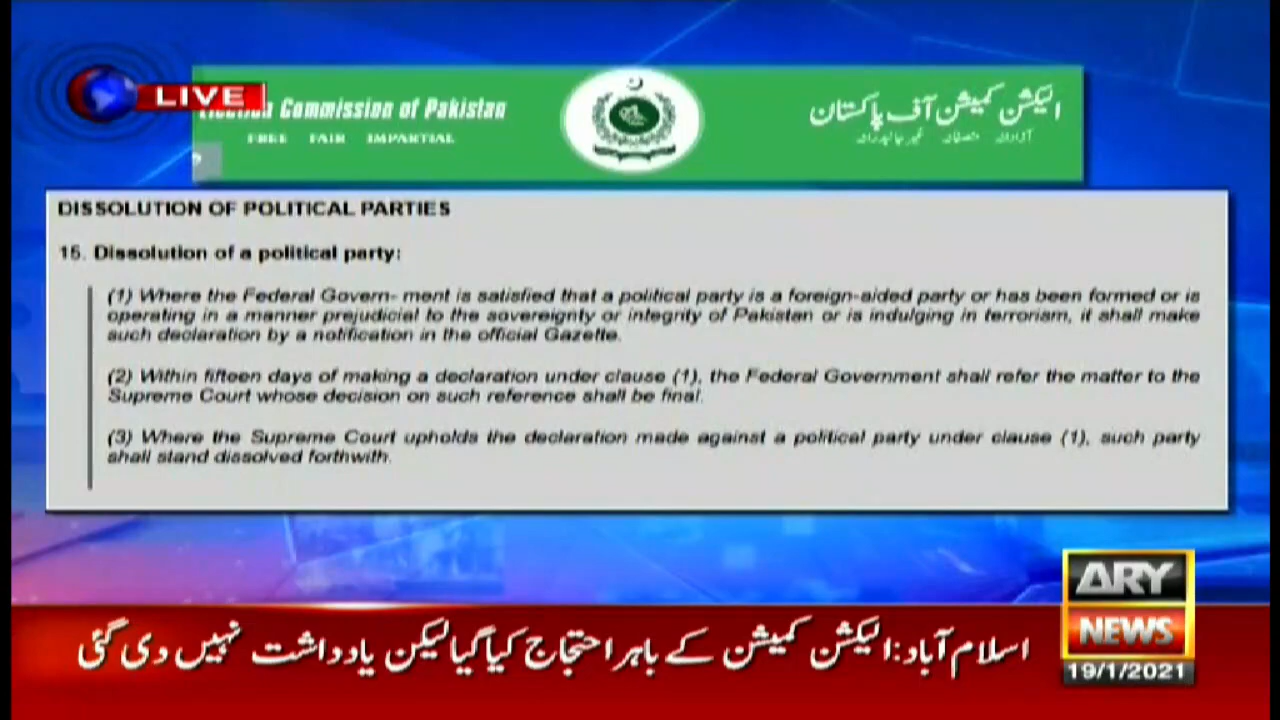 LIVE
Commission of Pakistan
FREE FAIR IMPARTIAL
الیکشن کمیشن آف پاکستان
DISSOLUTION OF POLITICAL PARTIES
15. Dissolution of a political party:
(1) Where the Federal Govern- ment is satisfied that a political party is a foreign-aided party or has been formed or is
operating in a manner prejudicial to the sovereignty or integrity of Pakistan or is indulging in terrorism, it shall make
such declaration by a notification in the official Gazette.
(2) Within fifteen days of making a declaration under clause (1), the Federal Government shall refer the matter to the
Supreme Court whose decision on such reference shall be final.
(3) Where the Supreme Court upholds the declaration made against a political party under clause (1), such party
shall stand dissolved forthwith.
اسلام آباد:الیکشن کمیشن کے باہر احتجاج کیا گیا لیکن یادداشت نہیں دی گئی
ARY
NEWS
19/1/2021